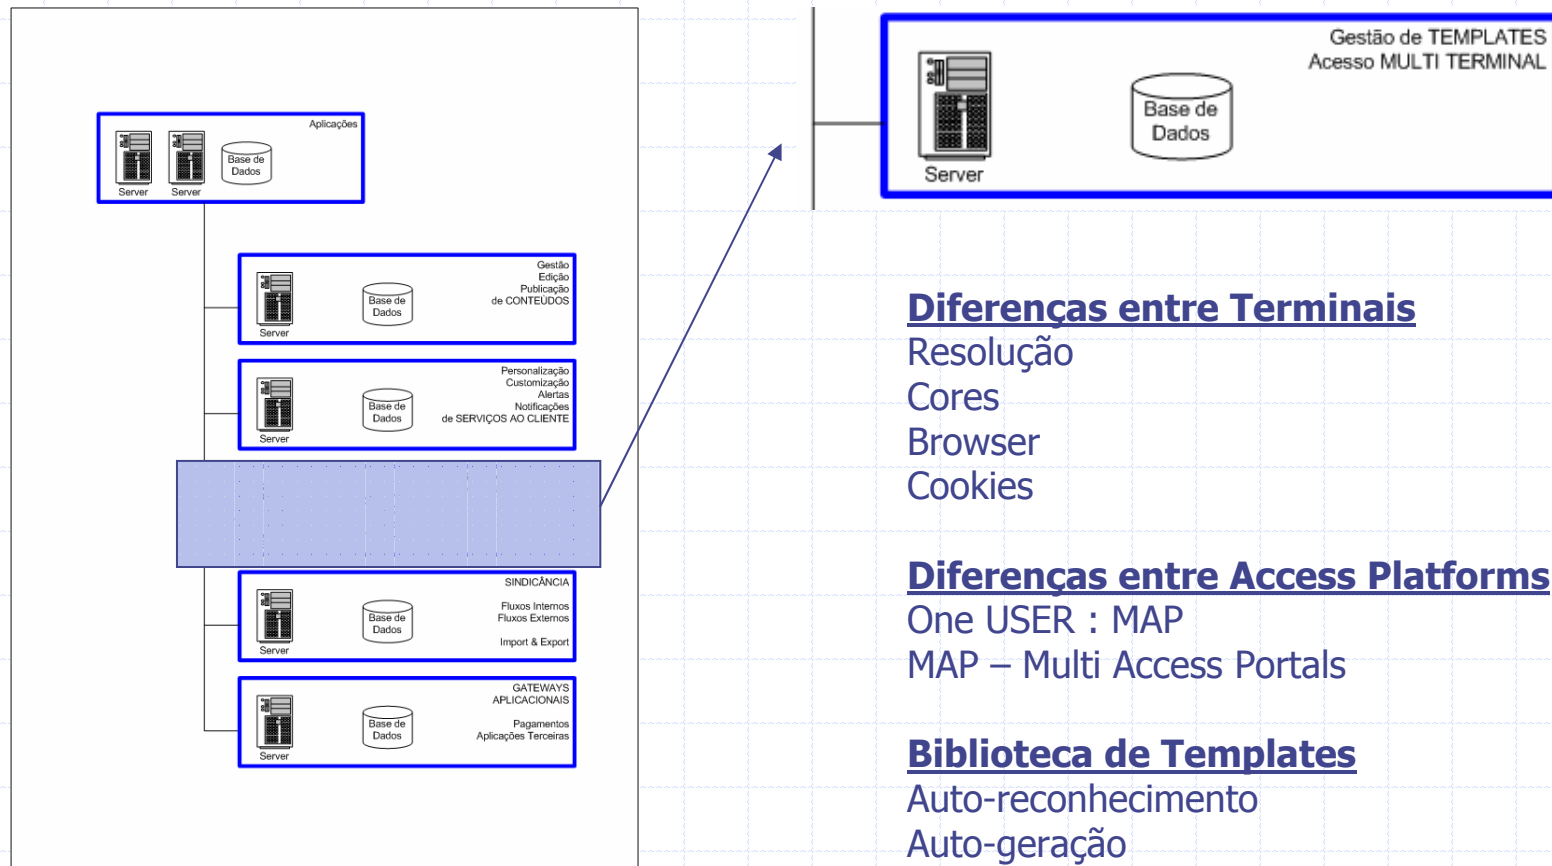 Aplicações
Base de
Dados
Server
Server
Gestão
Edição
Publicação
de CONTEÚDOS
Base de
Dados
Server
Personalização
Customização
Alertas
Notificações
de SERVIÇOS AO CLIENTE
Base de
Dados
Server
SINDICÂNCIA
Fluxos Internos
Fluxos Externos
Import & Export
Base de
Dados
Server
GATEWAYS
APLICACIONAIS
Pagamentos
Aplicações Terceiras
Base de
Dados
Server
Gestão de TEMPLATES
Acesso MULTI TERMINAL
Base de
Dados
Server
Diferenças entre Terminais
Resolução
Cores
Browser
Cookies
Diferenças entre Access Platforms
One USER : MAP
MAP – Multi Access Portals
Biblioteca de Templates
Auto-reconhecimento
Auto-geração